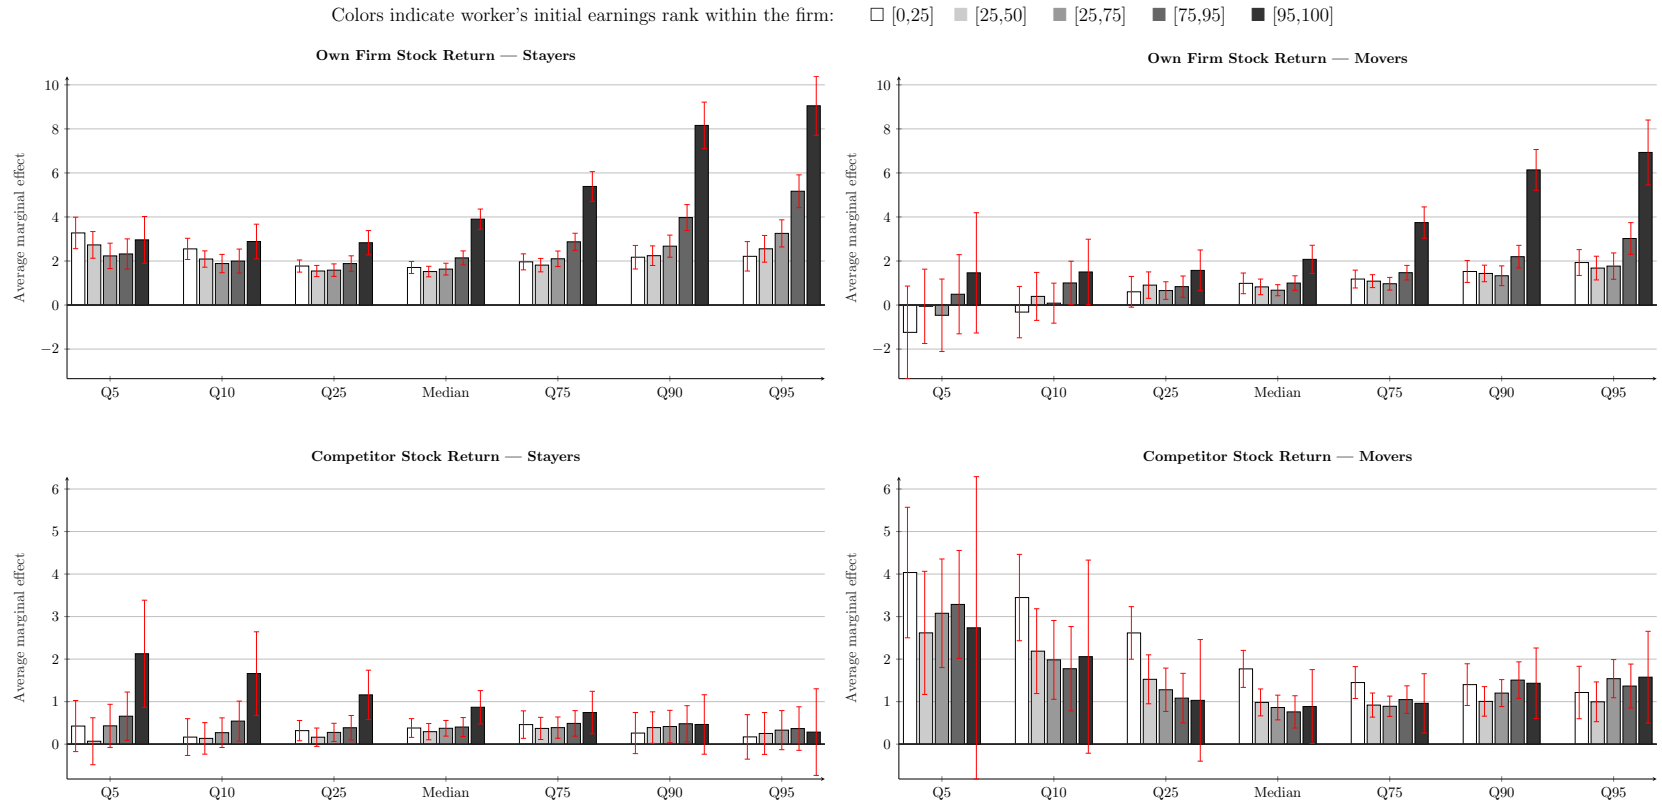 Colors indicate worker's initial earnings rank within the firm: [0,25] [25,50] [25,75] [75,95] [95,100]
Own Firm Stock Return — Stayers
Average marginal effect
10
8
6
4
2
0
−2
Q5 Q10 Q25 Median Q75 Q90 Q95
Own Firm Stock Return — Movers
Average marginal effect
10
8
6
4
2
0
−2
Q5 Q10 Q25 Median Q75 Q90 Q95
Competitor Stock Return — Stayers
Average marginal effect
6
5
4
3
2
1
0
Q5 Q10 Q25 Median Q75 Q90 Q95
Competitor Stock Return — Movers
Average marginal effect
6
5
4
3
2
1
0
Q5 Q10 Q25 Median Q75 Q90 Q95